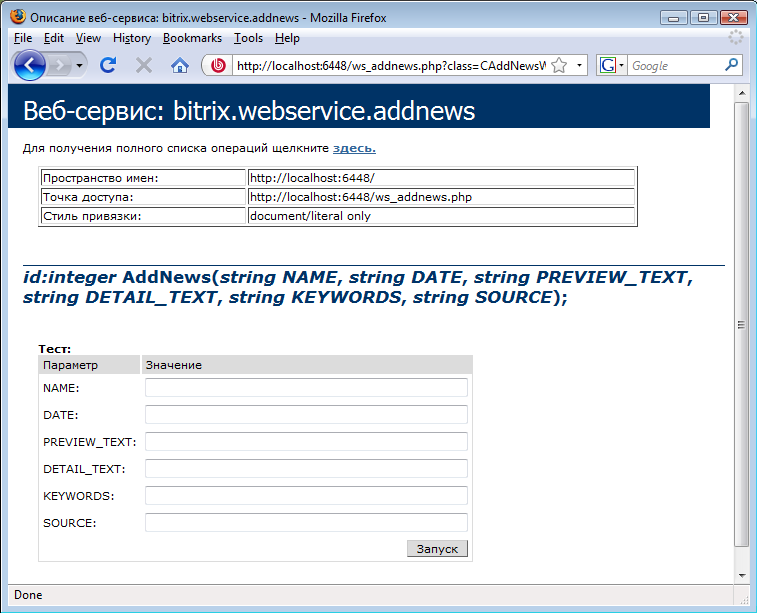 Описание веб-сервиса: bitrix.webservice.addnews - Mozilla Firefox
File Edit View History Bookmarks Tools Help
http://localhost:6448/ws_addnews.php?class=CAddNewsW
G Google
Веб-сервис: bitrix.webservice.addnews
Для получения полного списка операций щелкните здесь.
Пространство имен: http://localhost:6448/
Точка доступа: http://localhost:6448/ws_addnews.php
Стиль привязки: document/literal only
id:integer AddNews(string NAME, string DATE, string PREVIEW_TEXT,
string DETAIL_TEXT, string KEYWORDS, string SOURCE);
Тест:
Параметр Значение
NAME:
DATE:
PREVIEW_TEXT:
DETAIL_TEXT:
KEYWORDS:
SOURCE:
Запуск
Done